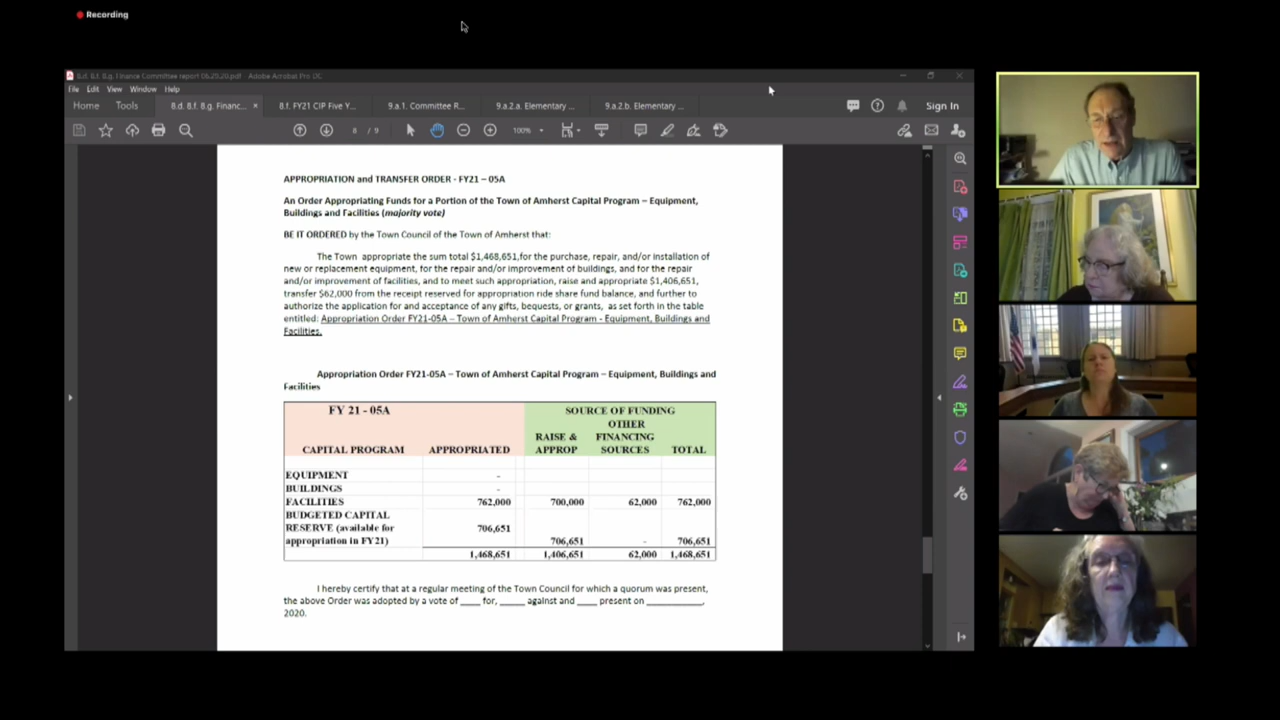 Recording
8.d. 8.f. 8.g. Finance Committee report 06.29.20.pdf - Adobe Acrobat Pro DC
File Edit View Window Help
Home Tools 8.d. 8.f. 8.g. Financ... × 8.f. FY21 CIP Five Y... 9.a.1. Committee R... 9.a.2.a. Elementary ... 9.a.2.b. Elementary ... Sign In
8 / 9 100%
APPROPRIATION and TRANSFER ORDER - FY21 – 05A
An Order Appropriating Funds for a Portion of the Town of Amherst Capital Program – Equipment,
Buildings and Facilities (majority vote)
BE IT ORDERED by the Town Council of the Town of Amherst that:
The Town appropriate the sum total $1,468,651,for the purchase, repair, and/or installation of
new or replacement equipment, for the repair and/or improvement of buildings, and for the repair
and/or improvement of facilities, and to meet such appropriation, raise and appropriate $1,406,651,
transfer $62,000 from the receipt reserved for appropriation ride share fund balance, and further to
authorize the application for and acceptance of any gifts, bequests, or grants, as set forth in the table
entitled: Appropriation Order FY21-05A – Town of Amherst Capital Program - Equipment, Buildings and
Facilities.
Appropriation Order FY21-05A – Town of Amherst Capital Program – Equipment, Buildings and
Facilities
FY 21 - 05A SOURCE OF FUNDING
OTHER
RAISE & FINANCING
CAPITAL PROGRAM APPROPRIATED APPROP SOURCES TOTAL
EQUIPMENT -
BUILDINGS -
FACILITIES 762,000 700,000 62,000 762,000
BUDGETED CAPITAL
RESERVE (available for 706,651
appropriation in FY21) 706,651 - 706,651
1,468,651 1,406,651 62,000 1,468,651
I hereby certify that at a regular meeting of the Town Council for which a quorum was present,
the above Order was adopted by a vote of ____ for, _____ against and ____ present on ___________,
2020.